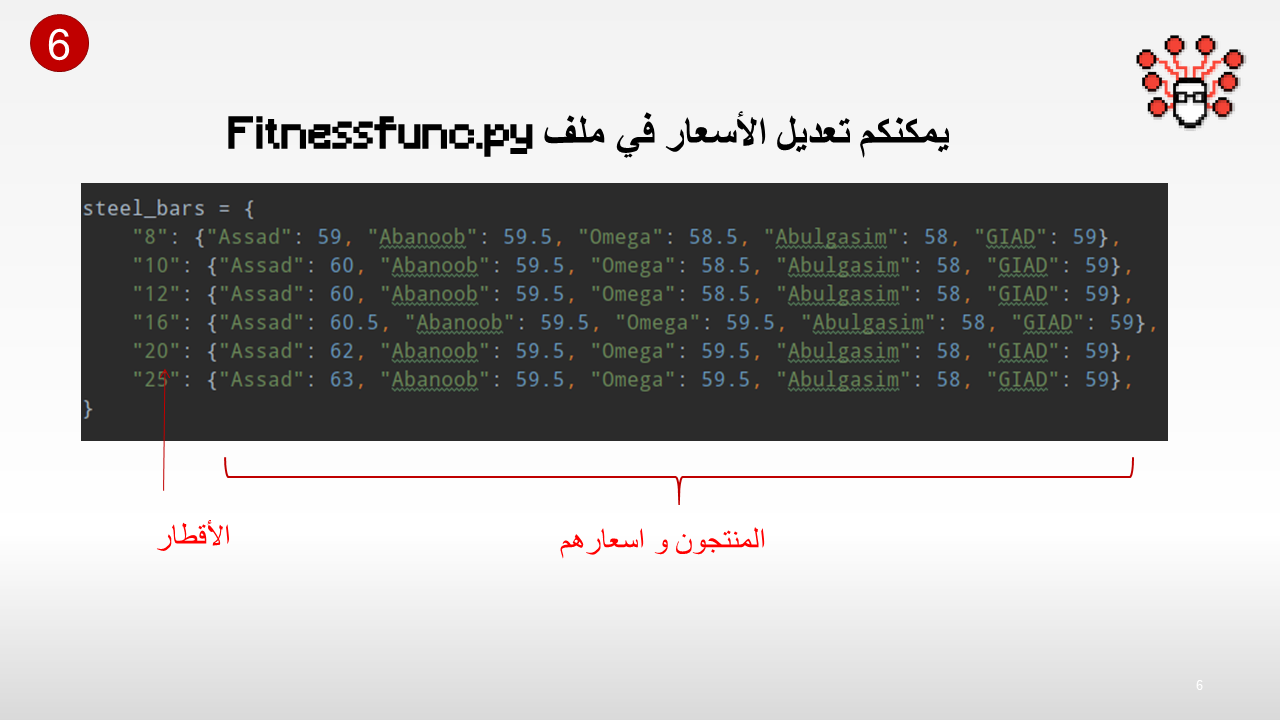 6
يمكنكم تعديل الأسعار في ملف Fitnessfunc.py
steel_bars = {
    "8": {"Assad": 59, "Abanoob": 59.5, "Omega": 58.5, "Abulgasim": 58, "GIAD": 59},
    "10": {"Assad": 60, "Abanoob": 59.5, "Omega": 58.5, "Abulgasim": 58, "GIAD": 59},
    "12": {"Assad": 60, "Abanoob": 59.5, "Omega": 58.5, "Abulgasim": 58, "GIAD": 59},
    "16": {"Assad": 60.5, "Abanoob": 59.5, "Omega": 59.5, "Abulgasim": 58, "GIAD": 59},
    "20": {"Assad": 62, "Abanoob": 59.5, "Omega": 59.5, "Abulgasim": 58, "GIAD": 59},
    "25": {"Assad": 63, "Abanoob": 59.5, "Omega": 59.5, "Abulgasim": 58, "GIAD": 59},
}
الأقطار
المنتجون و اسعارهم
6